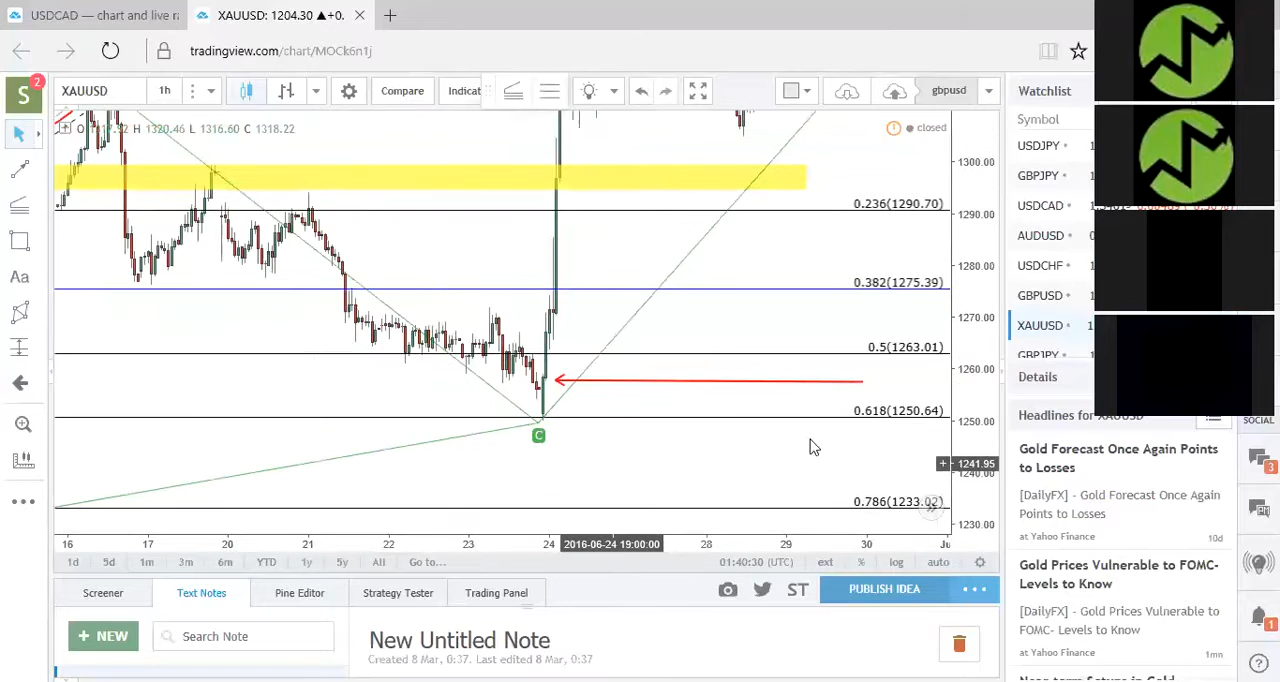 USDCAD — chart and live ra
XAUUSD: 1204.30 ▲+0.
tradingview.com/chart/MOCk6n1j
S
2
XAUUSD
1h
Compare
Indicat
gbpusd
H 1320.46 L 1316.60 C 1318.22
closed
1300.00
1290.00
1280.00
1270.00
1260.00
1250.00
1241.95
1230.00
0.236(1290.70)
0.382(1275.39)
0.5(1263.01)
0.618(1250.64)
0.786(1233.02)
C
Aa
16
17
20
21
22
23
24
2016-06-24 19:00:00
28
29
1d
5d
1m
3m
6m
YTD
1y
5y
All
Go to...
01:40:30 (UTC)
ext
%
log
auto
Screener
Text Notes
Pine Editor
Strategy Tester
Trading Panel
ST
PUBLISH IDEA
+ NEW
Search Note
New Untitled Note
Created 8 Mar, 0:37. Last edited 8 Mar, 0:37
Watchlist
Symbol
USDJPY
GBPJPY
USDCAD
AUDUSD
USDCHF
GBPUSD
XAUUSD
GBPJPY
Details
Headlines for XAUUSD
Gold Forecast Once Again Points
to Losses
[DailyFX] - Gold Forecast Once Again
Points to Losses
at Yahoo Finance
10d
Gold Prices Vulnerable to FOMC-
Levels to Know
[DailyFX] - Gold Prices Vulnerable to
FOMC- Levels to Know
at Yahoo Finance
1mn
SOCIAL
3
1